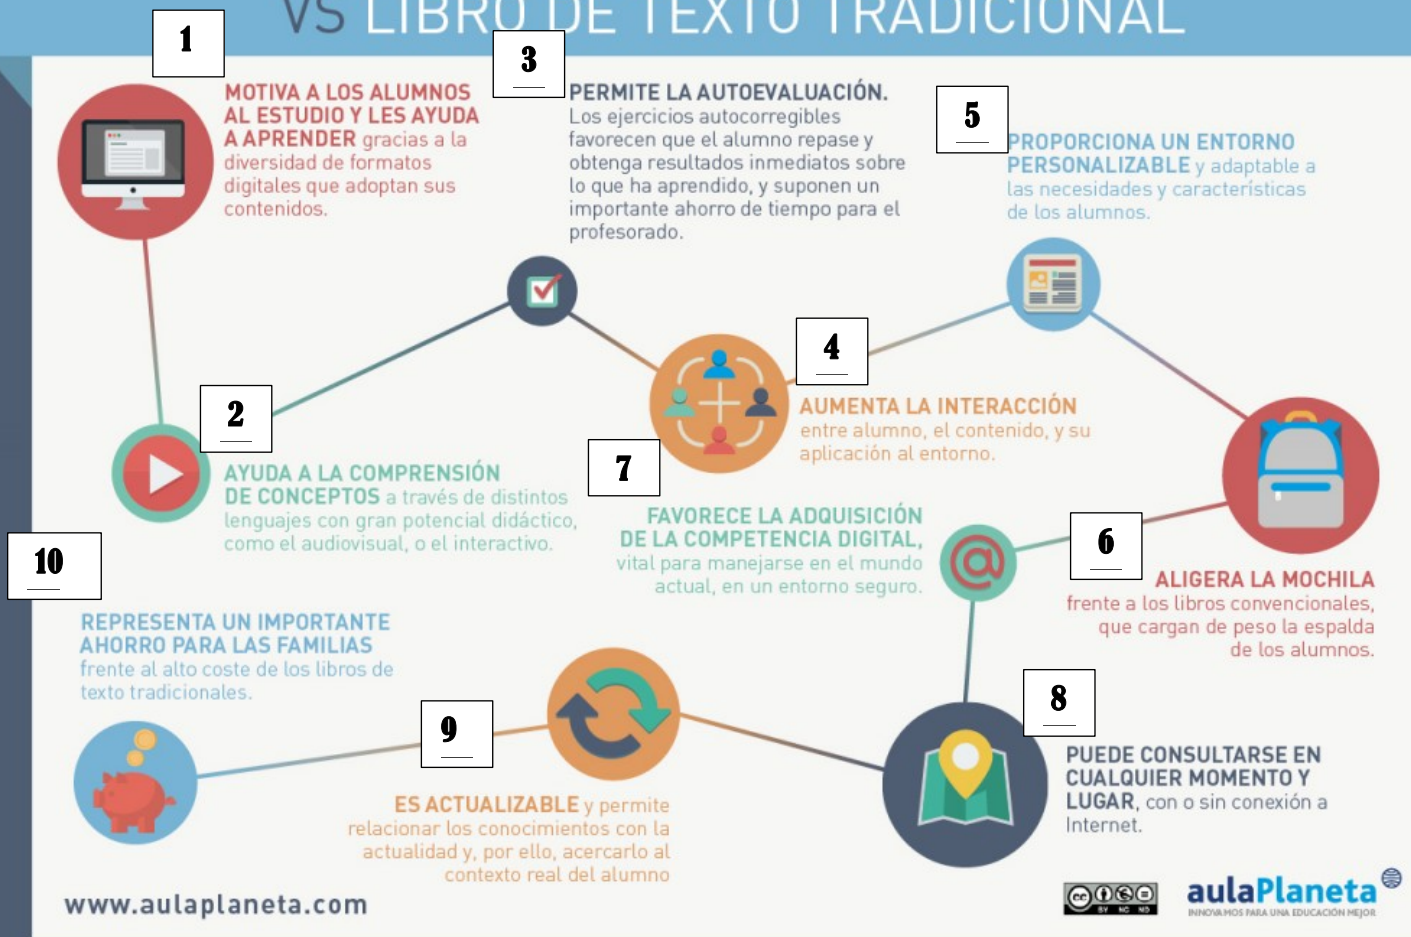 VS LIBRO DE TEXTO TRADICIONAL
1
MOTIVA A LOS ALUMNOS
AL ESTUDIO Y LES AYUDA
A APRENDER gracias a la
diversidad de formatos
digitales que adoptan sus
contenidos.
2
AYUDA A LA COMPRENSIÓN
DE CONCEPTOS a través de distintos
lenguajes con gran potencial didáctico,
como el audiovisual, o el interactivo.
3
PERMITE LA AUTOEVALUACIÓN.
Los ejercicios autocorregibles
favorecen que el alumno repase y
obtenga resultados inmediatos sobre
lo que ha aprendido, y suponen un
importante ahorro de tiempo para el
profesorado.
4
AUMENTA LA INTERACCIÓN
entre alumno, el contenido, y su
aplicación al entorno.
5
PROPORCIONA UN ENTORNO
PERSONALIZABLE y adaptable a
las necesidades y características
de los alumnos.
6
ALIGERA LA MOCHILA
frente a los libros convencionales,
que cargan de peso la espalda
de los alumnos.
7
FAVORECE LA ADQUISICIÓN
DE LA COMPETENCIA DIGITAL,
vital para manejarse en el mundo
actual, en un entorno seguro.
@
8
PUEDE CONSULTARSE EN
CUALQUIER MOMENTO Y
LUGAR, con o sin conexión a
Internet.
9
ES ACTUALIZABLE y permite
relacionar los conocimientos con la
actualidad y, por ello, acercarlo al
contexto real del alumno
10
REPRESENTA UN IMPORTANTE
AHORRO PARA LAS FAMILIAS
frente al alto coste de los libros de
texto tradicionales.
www.aulaplaneta.com
cc
BY NC ND
aulaPlaneta
INNOVAMOS PARA UNA EDUCACIÓN MEJOR